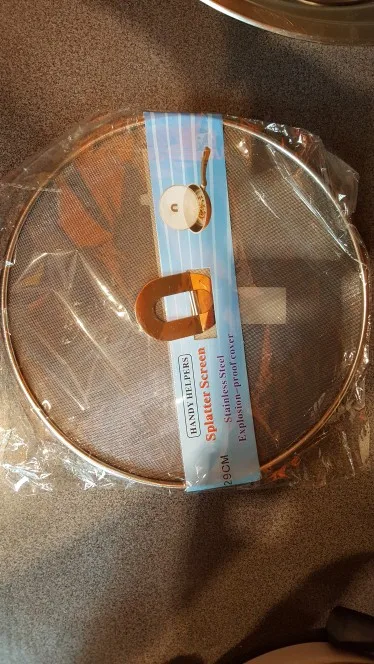 HANDY HELPERS
Splatter Screen
Stainless Steel
Explosion-proof cover
29CM